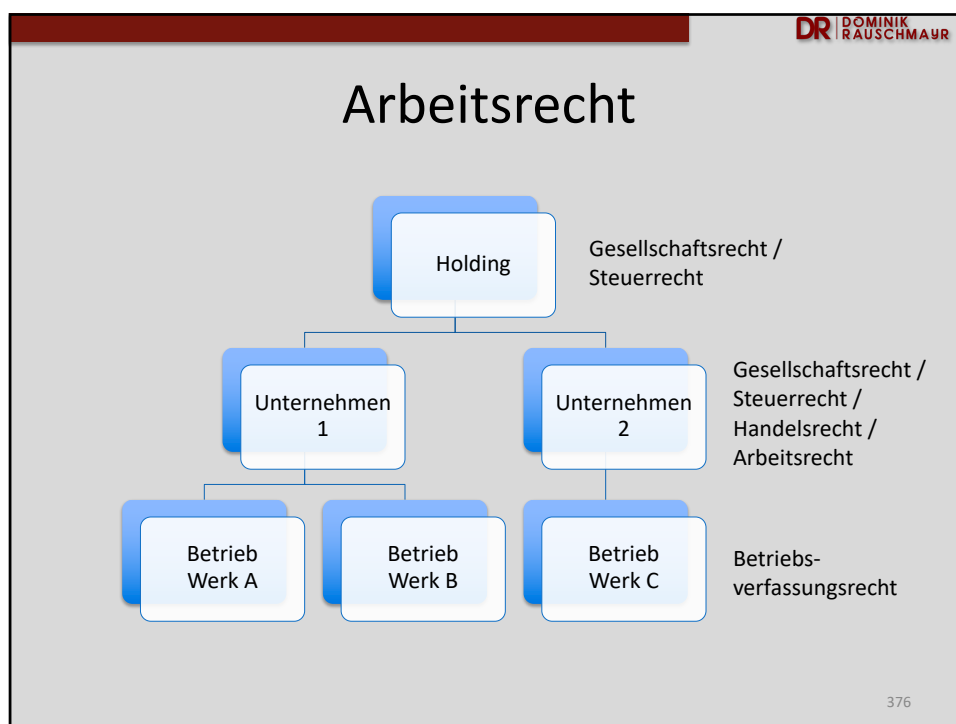 DR DOMINIK
RAUSCHMAYR
Arbeitsrecht
Holding
Gesellschaftsrecht /
Steuerrecht
Unternehmen
1
Unternehmen
2
Gesellschaftsrecht /
Steuerrecht /
Handelsrecht /
Arbeitsrecht
Betrieb
Werk A
Betrieb
Werk B
Betrieb
Werk C
Betriebs-
verfassungsrecht
376